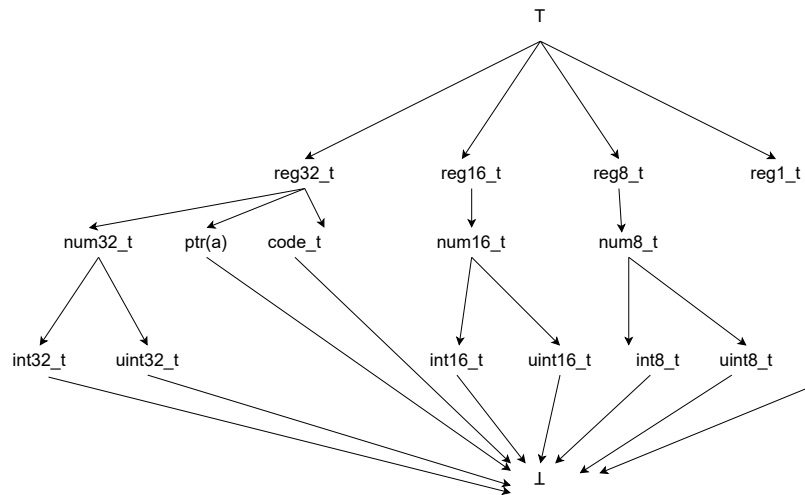 T
reg32_t reg16_t reg8_t reg1_t
num32_t ptr(a) code_t num16_t num8_t
int32_t uint32_t int16_t uint16_t int8_t uint8_t
⊥